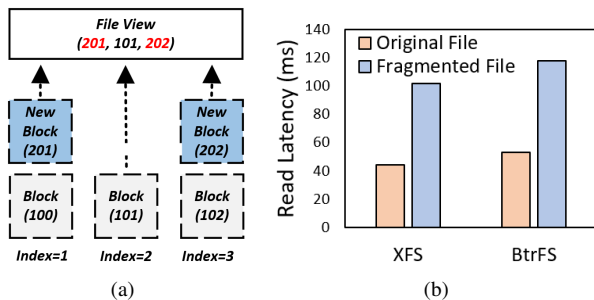 File View
(201, 101, 202)
New
Block
(201)
New
Block
(202)
Block
(100)
Block
(101)
Block
(102)
Index=1
Index=2
Index=3
(a)
Read Latency (ms)
140
120
100
80
60
40
20
0
Original File
Fragmented File
XFS
BtrFS
(b)